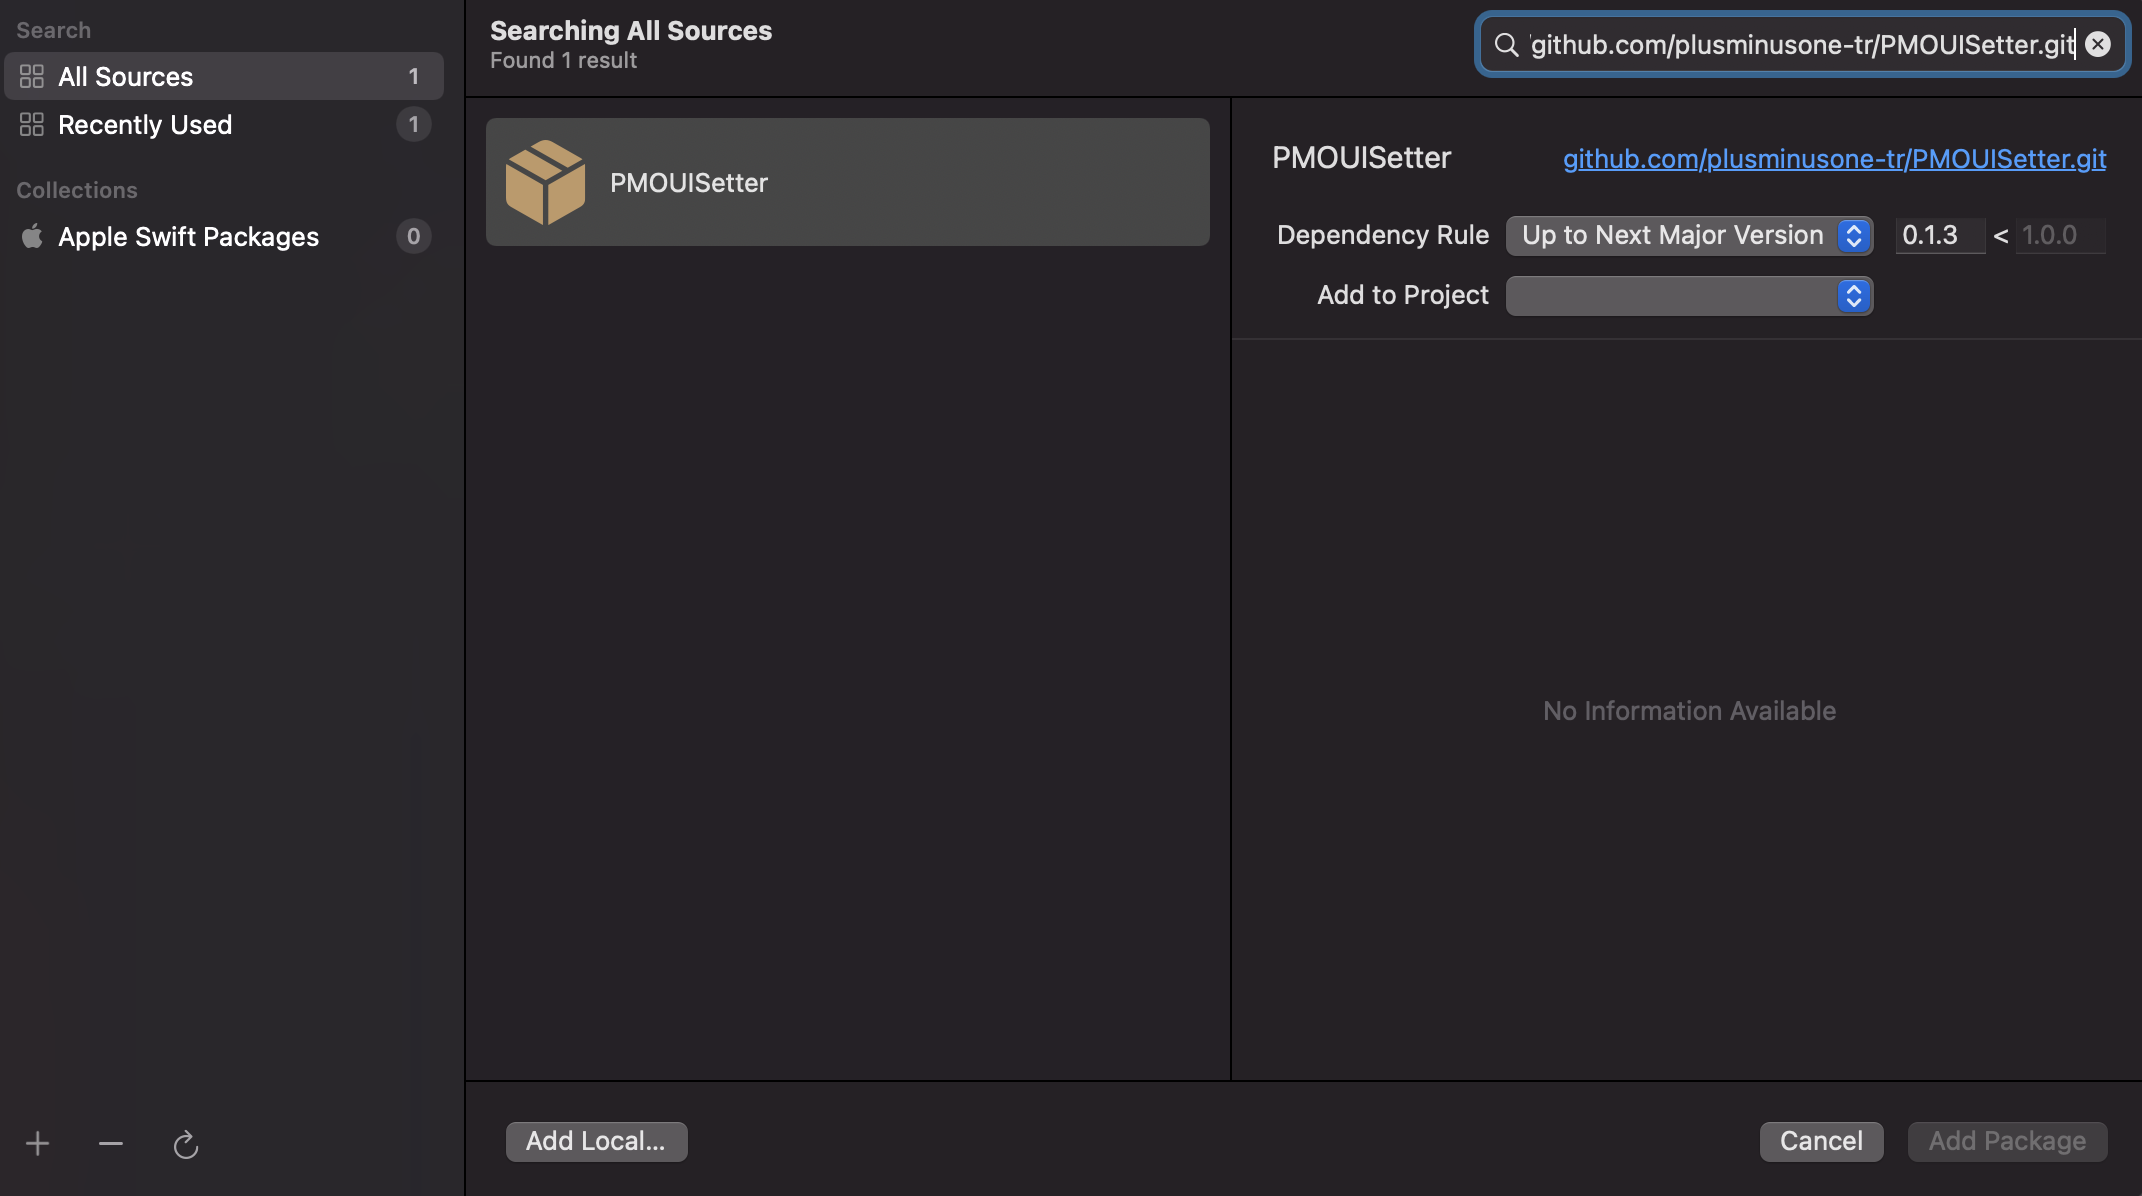 Search
All Sources 1
Recently Used 1
Collections
Apple Swift Packages 0
Searching All Sources
Found 1 result
github.com/plusminusone-tr/PMOUISetter.git
PMOUISetter
PMOUISetter github.com/plusminusone-tr/PMOUISetter.git
Dependency Rule Up to Next Major Version 0.1.3 < 1.0.0
Add to Project
No Information Available
Add Local...
Cancel
Add Package